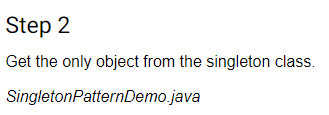 Step 2
Get the only object from the singleton class.
SingletonPatternDemo.java